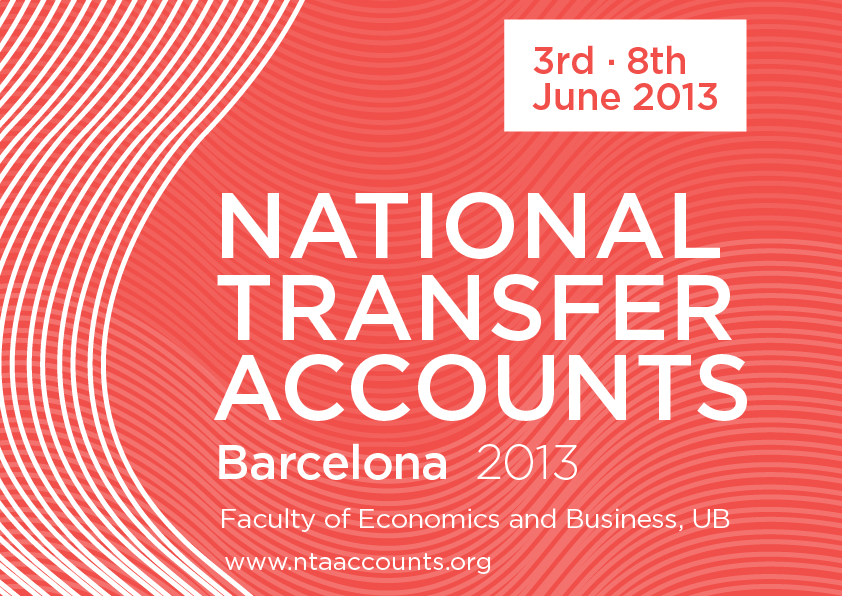 3rd · 8th
June 2013
NATIONAL
TRANSFER
ACCOUNTS
Barcelona 2013
Faculty of Economics and Business, UB
www.ntaaccounts.org